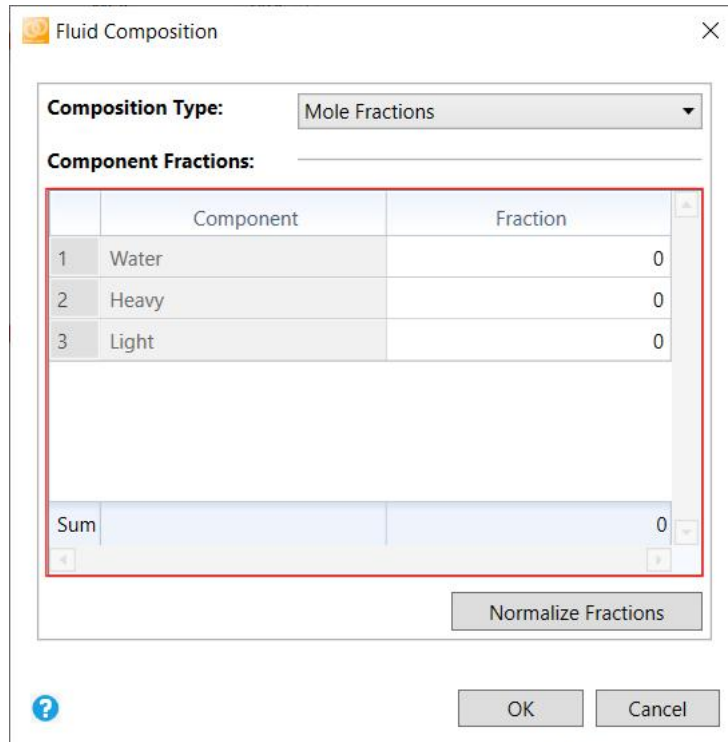 Fluid Composition
Composition Type: Mole Fractions
Component Fractions:
Component Fraction
1 Water 0
2 Heavy 0
3 Light 0
Sum 0
Normalize Fractions
? OK Cancel